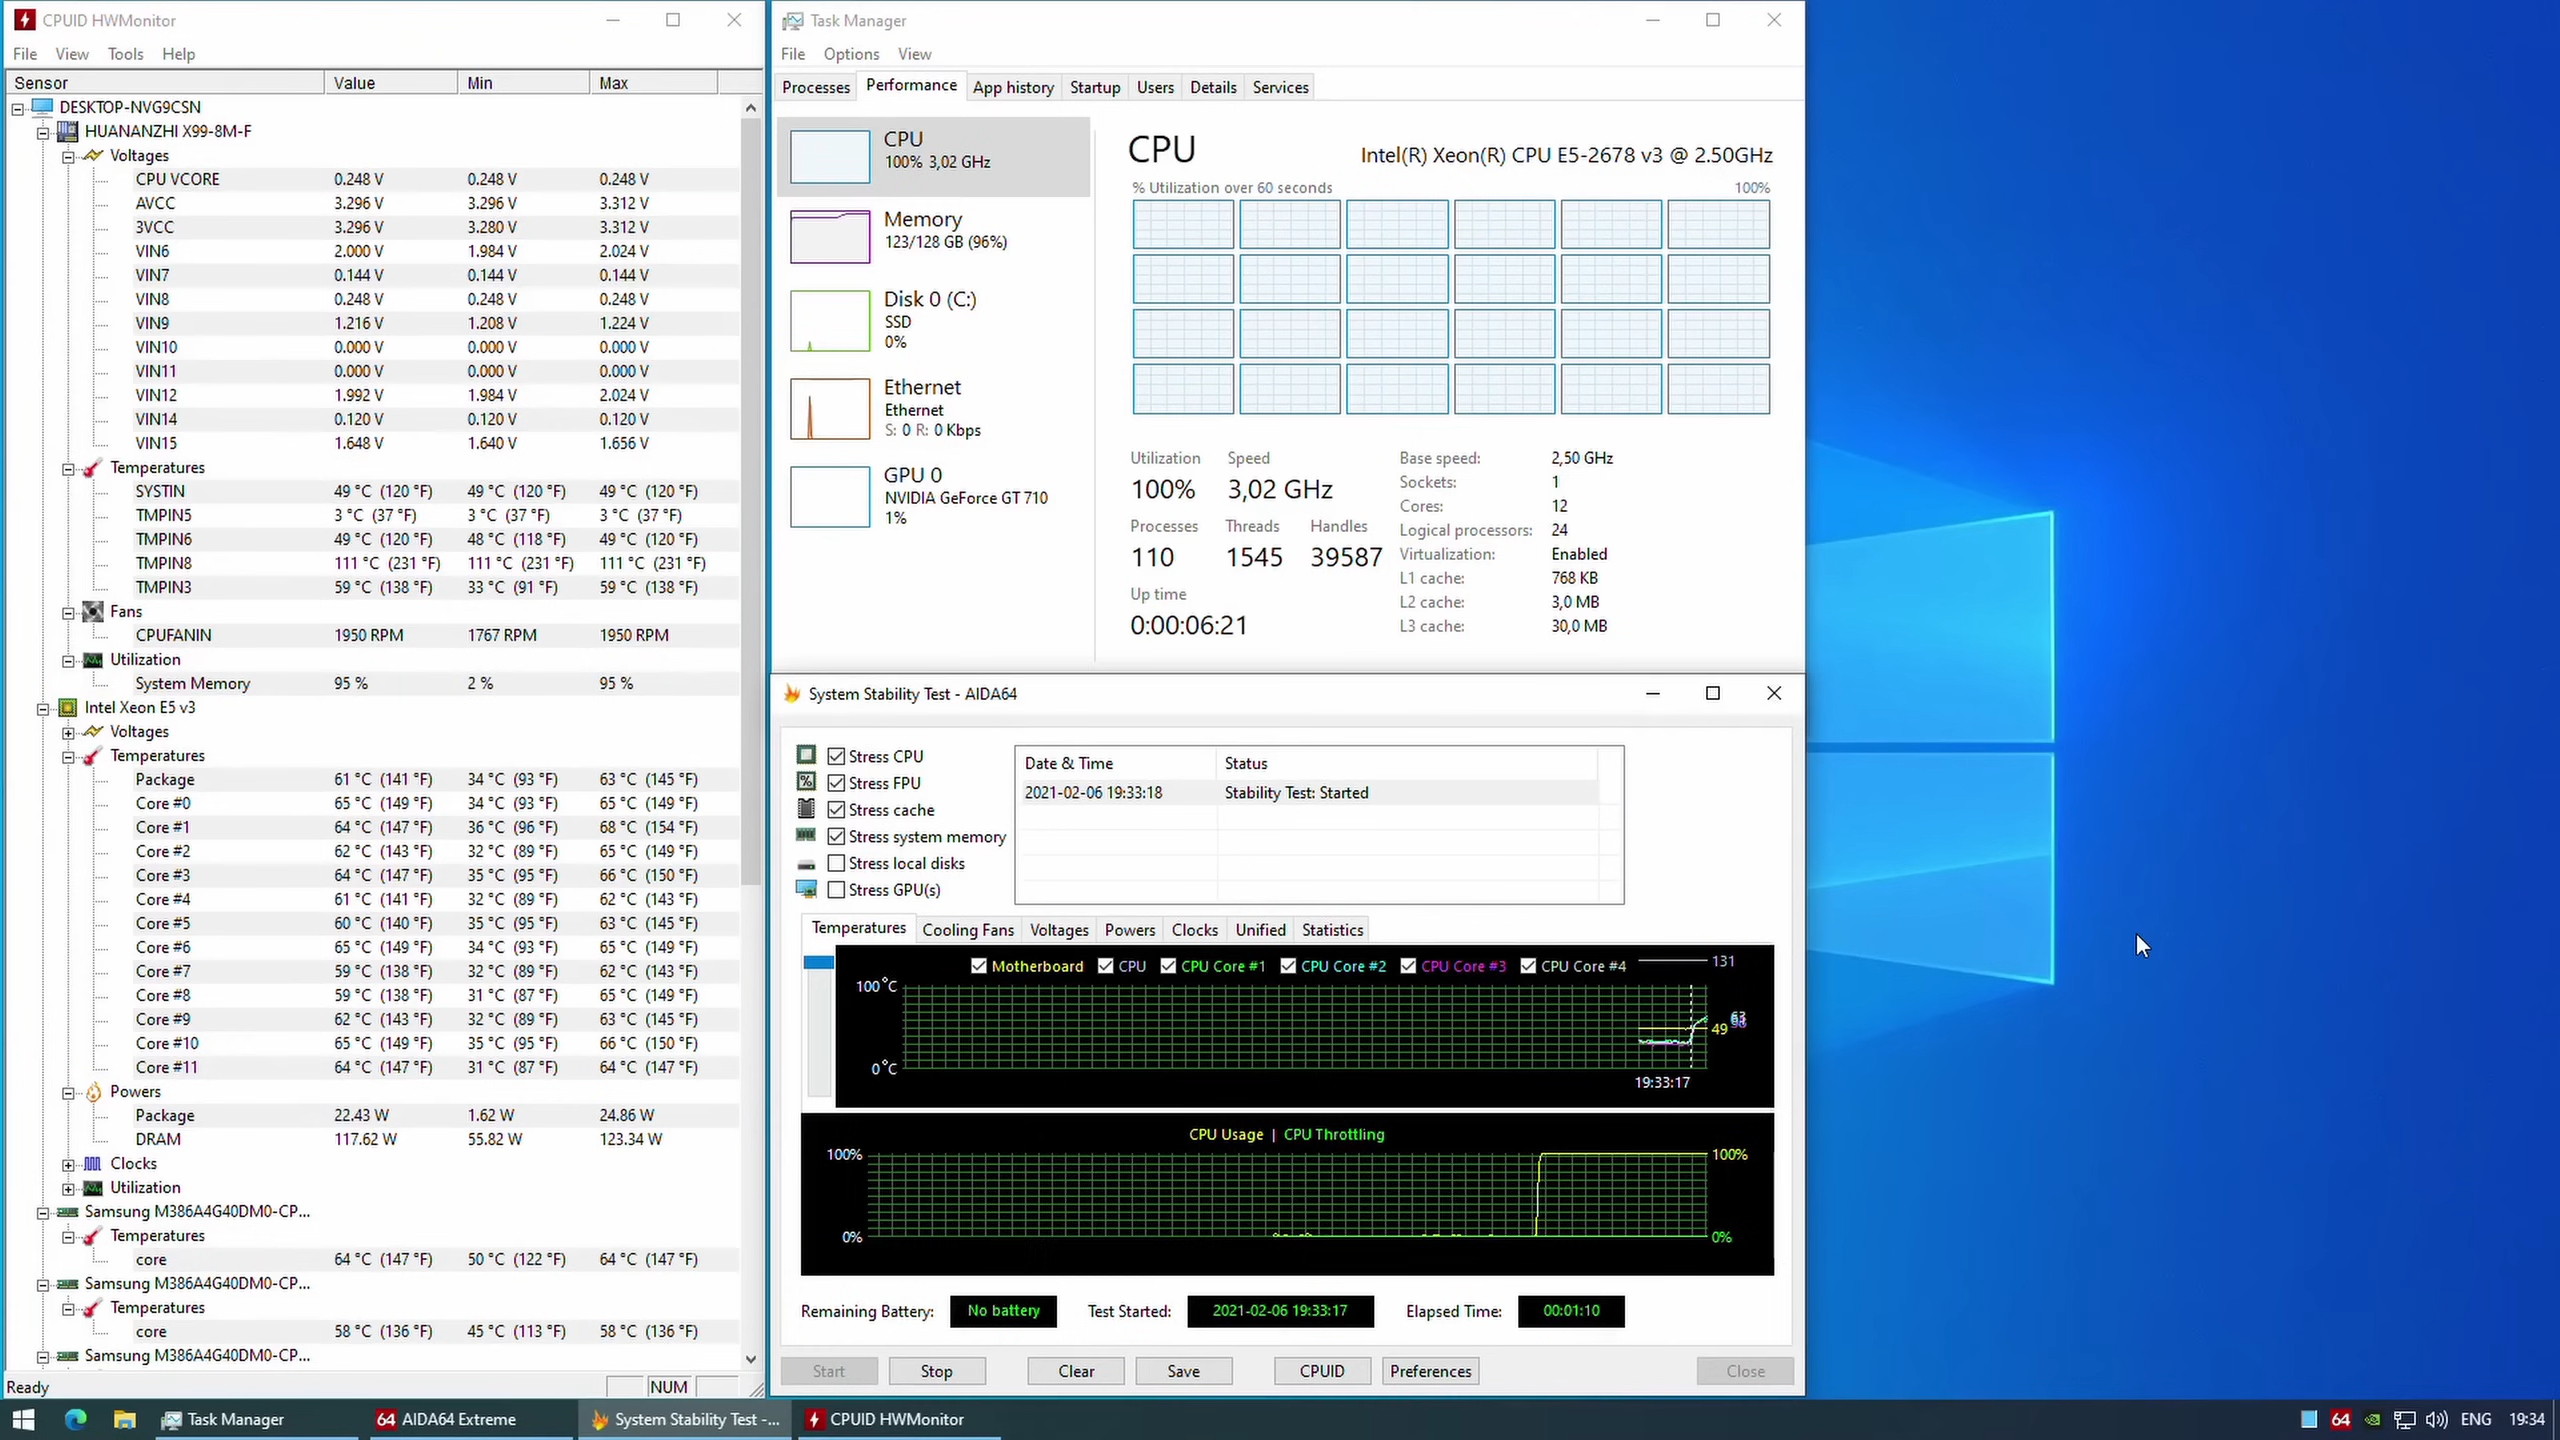 CPUID HWMonitor
File View Tools Help
Sensor Value Min Max
DESKTOP-NVG9CSN
HUANANZHI X99-8M-F
Voltages
CPU VCORE 0.248 V 0.248 V 0.248 V
AVCC 3.296 V 3.296 V 3.312 V
3VCC 3.296 V 3.280 V 3.312 V
VIN6 2.000 V 1.984 V 2.024 V
VIN7 0.144 V 0.144 V 0.144 V
VIN8 0.248 V 0.248 V 0.248 V
VIN9 1.216 V 1.208 V 1.224 V
VIN10 0.000 V 0.000 V 0.000 V
VIN11 0.000 V 0.000 V 0.000 V
VIN12 1.992 V 1.984 V 2.024 V
VIN14 0.120 V 0.120 V 0.120 V
VIN15 1.648 V 1.640 V 1.656 V
Temperatures
SYSTIN 49 °C (120 °F) 49 °C (120 °F) 49 °C (120 °F)
TMPIN5 3 °C (37 °F) 3 °C (37 °F) 3 °C (37 °F)
TMPIN6 49 °C (120 °F) 48 °C (118 °F) 49 °C (120 °F)
TMPIN8 111 °C (231 °F) 111 °C (231 °F) 111 °C (231 °F)
TMPIN3 59 °C (138 °F) 33 °C (91 °F) 59 °C (138 °F)
Fans
CPUFANIN 1950 RPM 1767 RPM 1950 RPM
Utilization
System Memory 95 % 2 % 95 %
Intel Xeon E5 v3
Voltages
Temperatures
Package 61 °C (141 °F) 34 °C (93 °F) 63 °C (145 °F)
Core #0 65 °C (149 °F) 34 °C (93 °F) 65 °C (149 °F)
Core #1 64 °C (147 °F) 36 °C (96 °F) 68 °C (154 °F)
Core #2 62 °C (143 °F) 32 °C (89 °F) 65 °C (149 °F)
Core #3 64 °C (147 °F) 35 °C (95 °F) 66 °C (150 °F)
Core #4 61 °C (141 °F) 32 °C (89 °F) 62 °C (143 °F)
Core #5 60 °C (140 °F) 35 °C (95 °F) 63 °C (145 °F)
Core #6 65 °C (149 °F) 34 °C (93 °F) 65 °C (149 °F)
Core #7 59 °C (138 °F) 32 °C (89 °F) 62 °C (143 °F)
Core #8 59 °C (138 °F) 31 °C (87 °F) 65 °C (149 °F)
Core #9 62 °C (143 °F) 32 °C (89 °F) 63 °C (145 °F)
Core #10 65 °C (149 °F) 35 °C (95 °F) 66 °C (150 °F)
Core #11 64 °C (147 °F) 31 °C (87 °F) 64 °C (147 °F)
Powers
Package 22.43 W 1.62 W 24.86 W
DRAM 117.62 W 55.82 W 123.34 W
Clocks
Utilization
Samsung M386A4G40DM0-CP...
Temperatures
core 64 °C (147 °F) 50 °C (122 °F) 64 °C (147 °F)
Samsung M386A4G40DM0-CP...
Temperatures
core 58 °C (136 °F) 45 °C (113 °F) 58 °C (136 °F)
Samsung M386A4G40DM0-CP...
Ready NUM
Task Manager
File Options View
Processes Performance App history Startup Users Details Services
CPU
100% 3,02 GHz
Memory
123/128 GB (96%)
Disk 0 (C:)
SSD
0%
Ethernet
Ethernet
S: 0 R: 0 Kbps
GPU 0
NVIDIA GeForce GT 710
1%
CPU Intel(R) Xeon(R) CPU E5-2678 v3 @ 2.50GHz
% Utilization over 60 seconds 100%
Utilization Speed
100% 3,02 GHz
Processes Threads Handles
110 1545 39587
Up time
0:00:06:21
Base speed: 2,50 GHz
Sockets: 1
Cores: 12
Logical processors: 24
Virtualization: Enabled
L1 cache: 768 KB
L2 cache: 3,0 MB
L3 cache: 30,0 MB
System Stability Test - AIDA64
Stress CPU
Stress FPU
Stress cache
Stress system memory
Stress local disks
Stress GPU(s)
Date & Time Status
2021-02-06 19:33:18 Stability Test: Started
Temperatures Cooling Fans Voltages Powers Clocks Unified Statistics
Motherboard CPU CPU Core #1 CPU Core #2 CPU Core #3 CPU Core #4 131
100°C
63
49
0°C
19:33:17
CPU Usage | CPU Throttling
100% 100%
0% 0%
Remaining Battery: No battery Test Started: 2021-02-06 19:33:17 Elapsed Time: 00:01:10
Start Stop Clear Save CPUID Preferences Close
Task Manager 64 AIDA64 Extreme System Stability Test -... CPUID HWMonitor 64 ENG 19:34